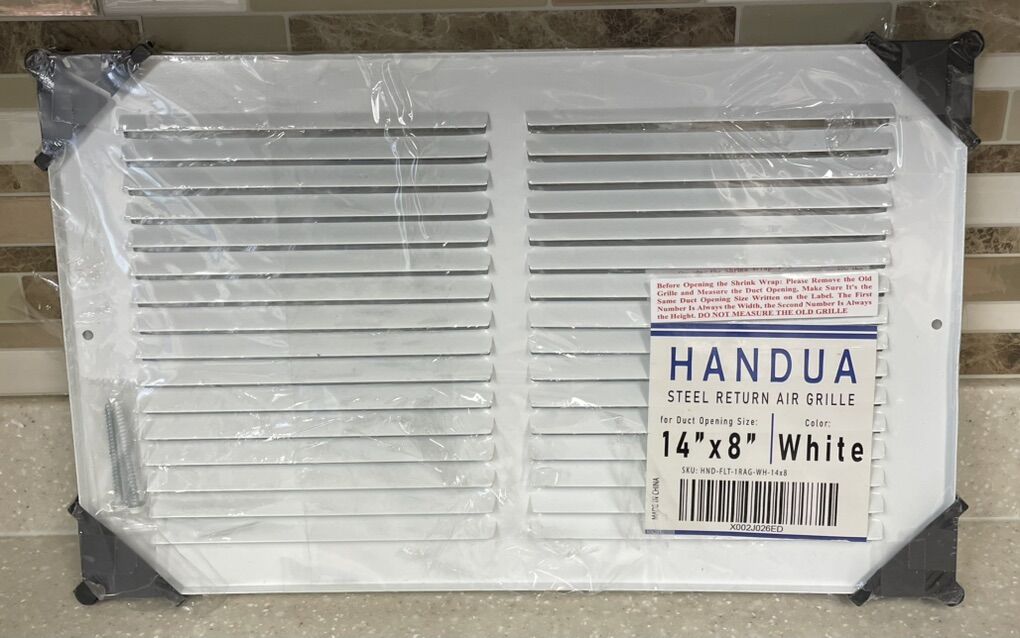 Before Opening the Shrink Wrap: Please Remove the Old
Grille and Measure the Duct Opening, Make Sure It's the
Same Duct Opening Size Written on the Label. The First
Number Is Always the Width, the Second Number Is Always
the Height. DO NOT MEASURE THE OLD GRILLE
HANDUA
STEEL RETURN AIR GRILLE
for Duct Opening Size:
Color:
14"x8"
White
SKU: HND-FLT-1RAG-WH-14x8
MADE IN CHINA
X002J026ED